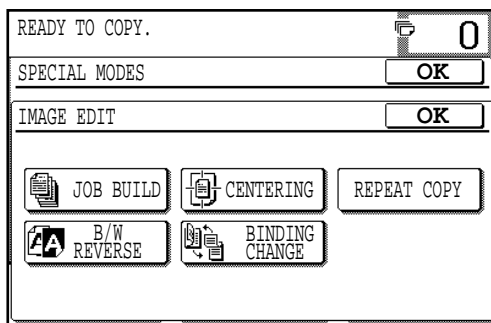 READY TO COPY.
0
SPECIAL MODES
OK
IMAGE EDIT
OK
JOB BUILD
CENTERING
REPEAT COPY
B/W
REVERSE
BINDING
CHANGE